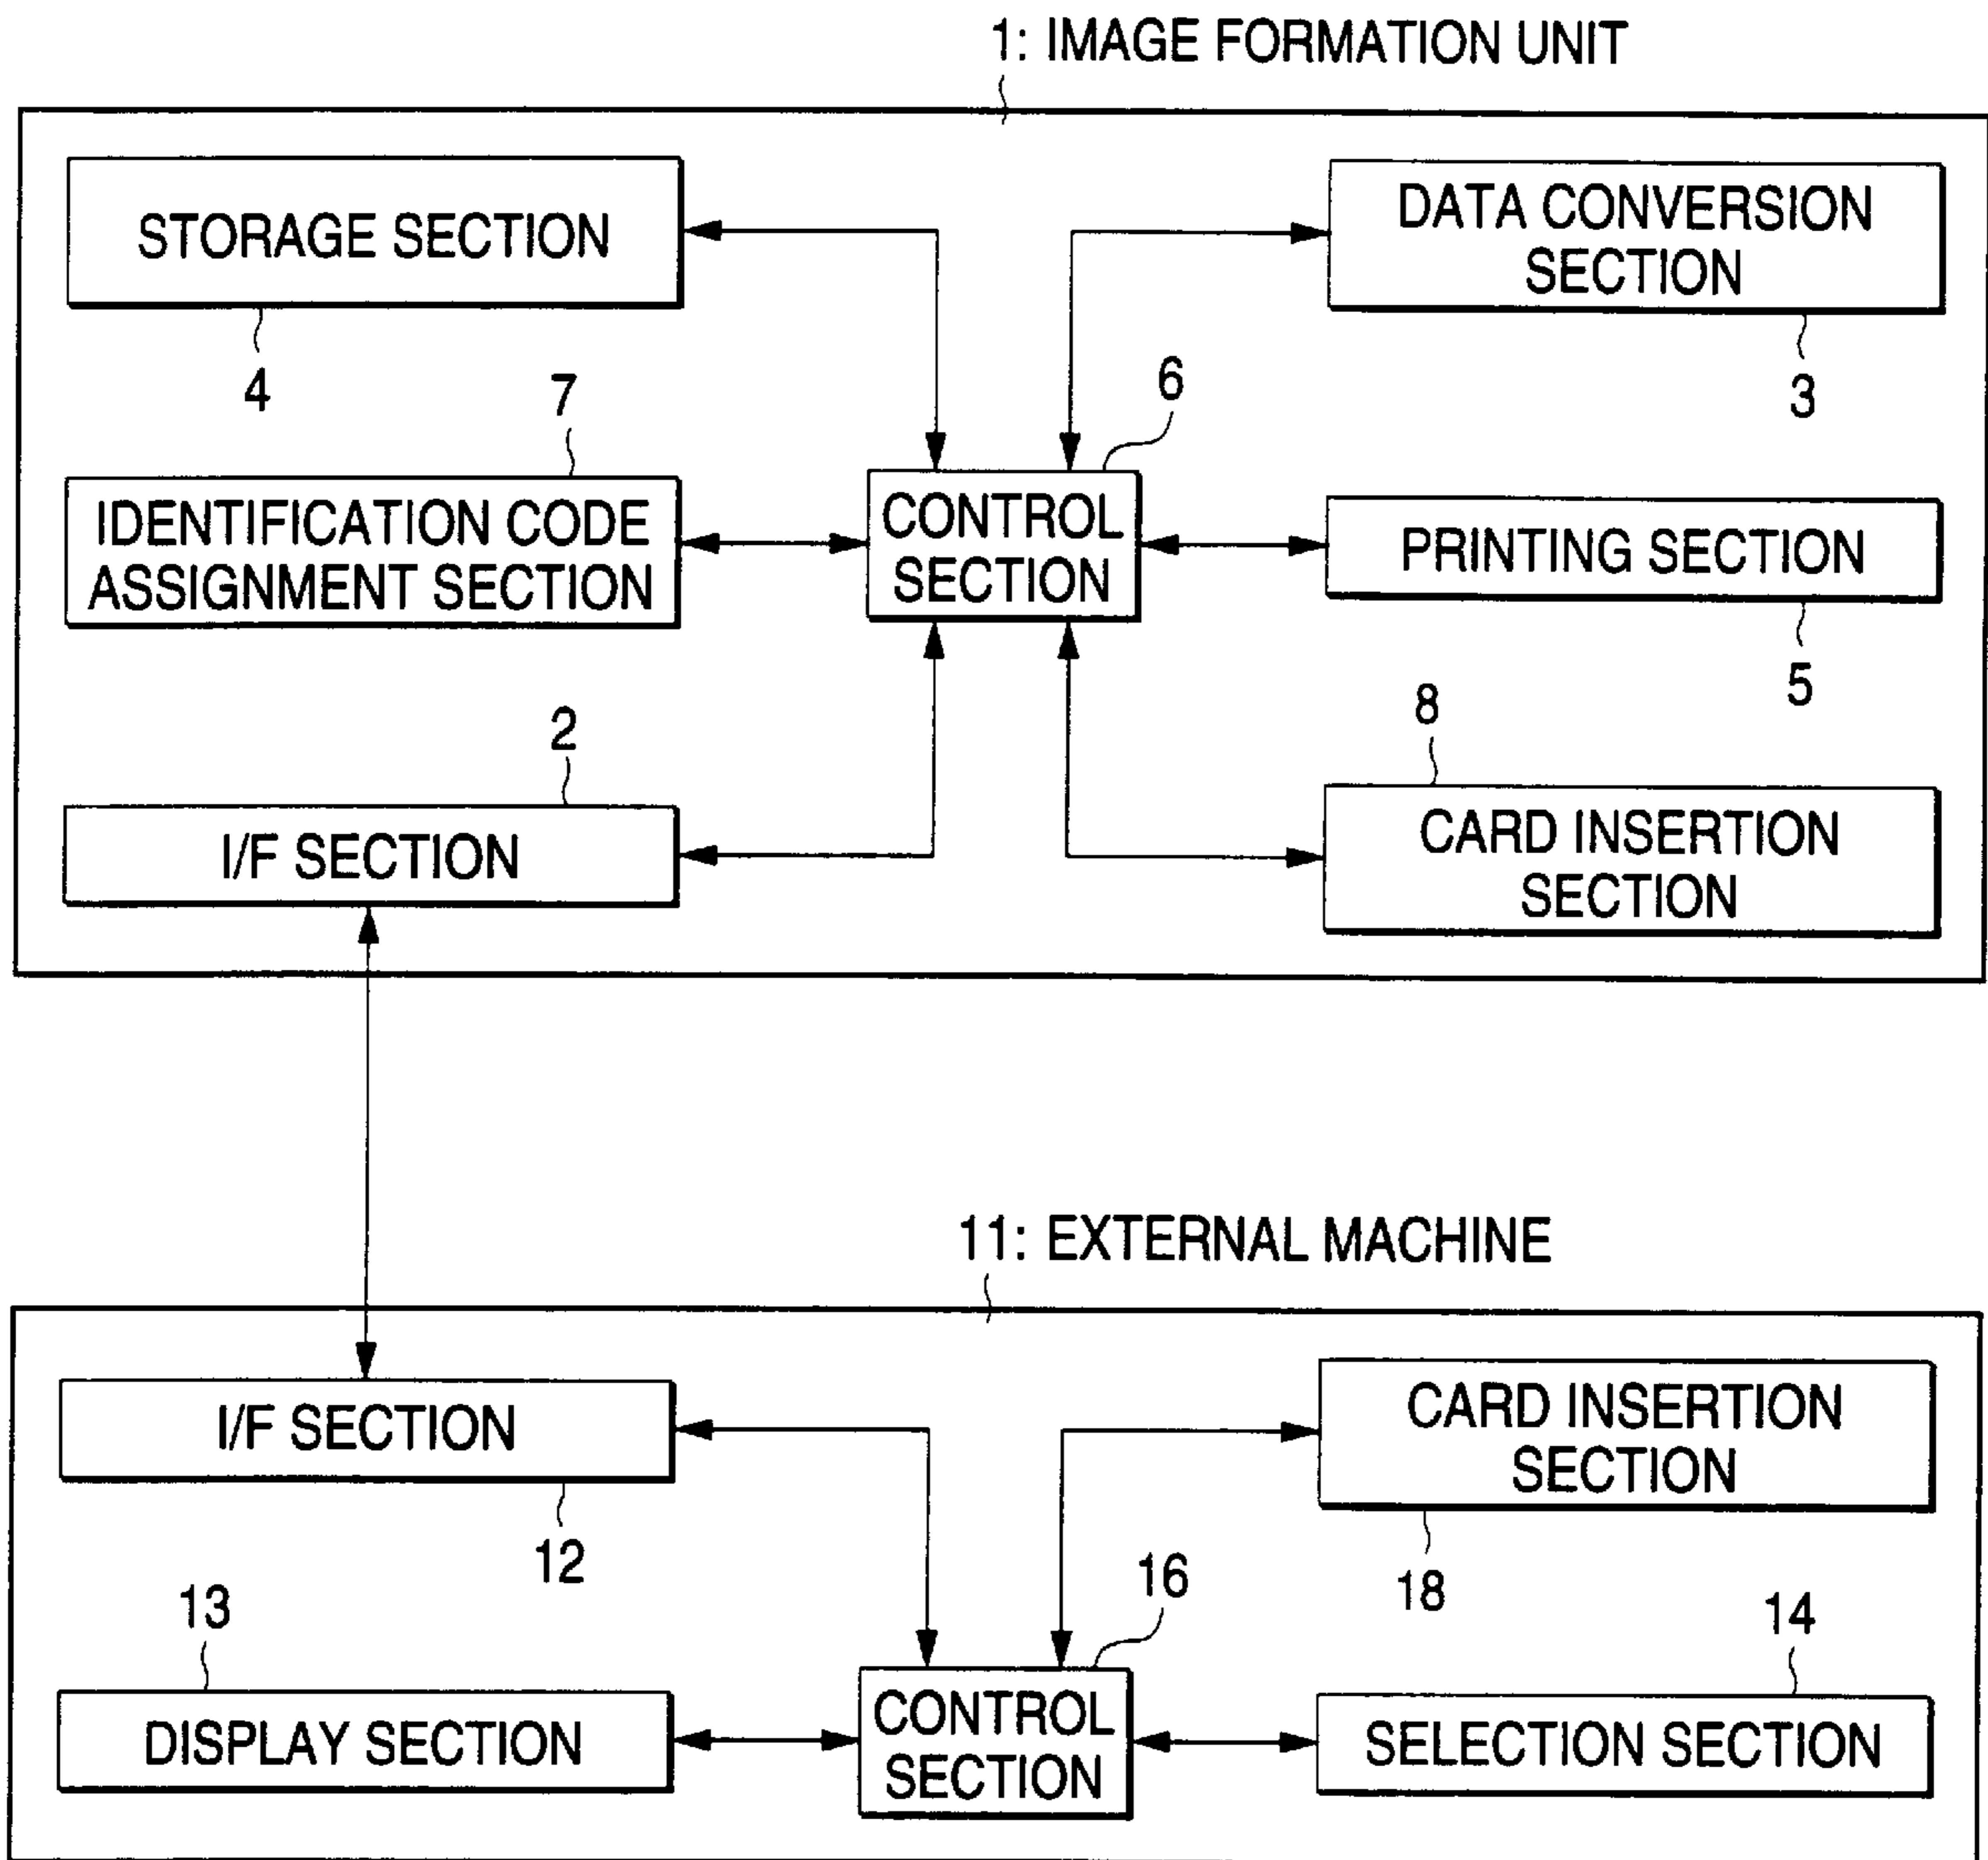 1: IMAGE FORMATION UNIT
STORAGE SECTION
4
DATA CONVERSION
SECTION
3
7
IDENTIFICATION CODE
ASSIGNMENT SECTION
6
CONTROL
SECTION
PRINTING SECTION
5
2
I/F SECTION
8
CARD INSERTION
SECTION
11: EXTERNAL MACHINE
I/F SECTION
12
CARD INSERTION
SECTION
18
13
DISPLAY SECTION
16
CONTROL
SECTION
14
SELECTION SECTION